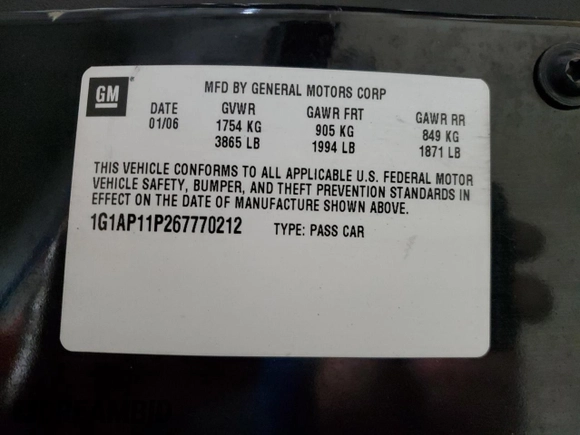 GM
MFD BY GENERAL MOTORS CORP
DATE GVWR GAWR FRT GAWR RR
01/06 1754 KG 905 KG 849 KG
3865 LB 1994 LB 1871 LB
THIS VEHICLE CONFORMS TO ALL APPLICABLE U.S. FEDERAL MOTOR
VEHICLE SAFETY, BUMPER, AND THEFT PREVENTION STANDARDS IN
EFFECT ON THE DATE OF MANUFACTURE SHOWN ABOVE.
1G1AP11P267770212 TYPE: PASS CAR